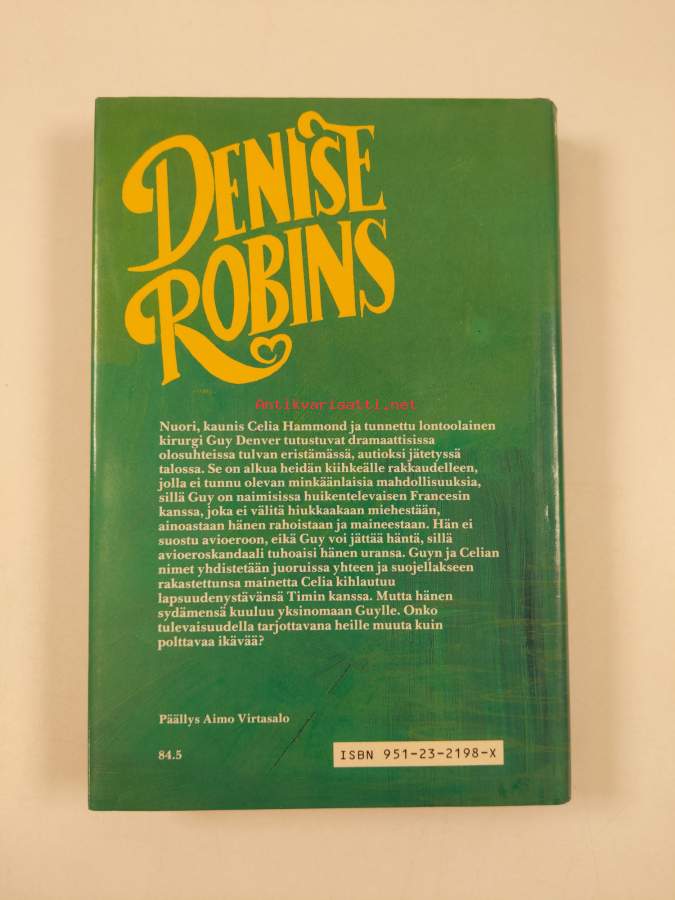 DENISE
ROBINS
Antikvariaatti.net
Nuori, kaunis Celia Hammond ja tunnettu lontoolainen
kirurgi Guy Denver tutustuvat dramaattisissa
olosuhteissa tulvan eristämässä, autioksi jätetyssä
talossa. Se on alkua heidän kiihkeälle rakkaudelleen,
jolla ei tunnu olevan minkäänlaisia mahdollisuuksia,
sillä Guy on naimisissa huikentelevaisen Francesin
kanssa, joka ei välitä hiukkaakaan miehestään,
ainoastaan hänen rahoistaan ja maineestaan. Hän ei
suostu avioeroon, eikä Guy voi jättää häntä, sillä
avioeroskandaali tuhoaisi hänen uransa. Guyn ja Celian
nimet yhdistetään juoruissa yhteen ja suojellakseen
rakastettunsa mainetta Celia kihlautuu
lapsuudenystävänsä Timin kanssa. Mutta hänen
sydämensä kuuluu yksinomaan Guylle. Onko
tulevaisuudella tarjottavana heille muuta kuin
polttavaa ikävää?
Päällys Aimo Virtasalo
84.5
ISBN 951-23-2198-X